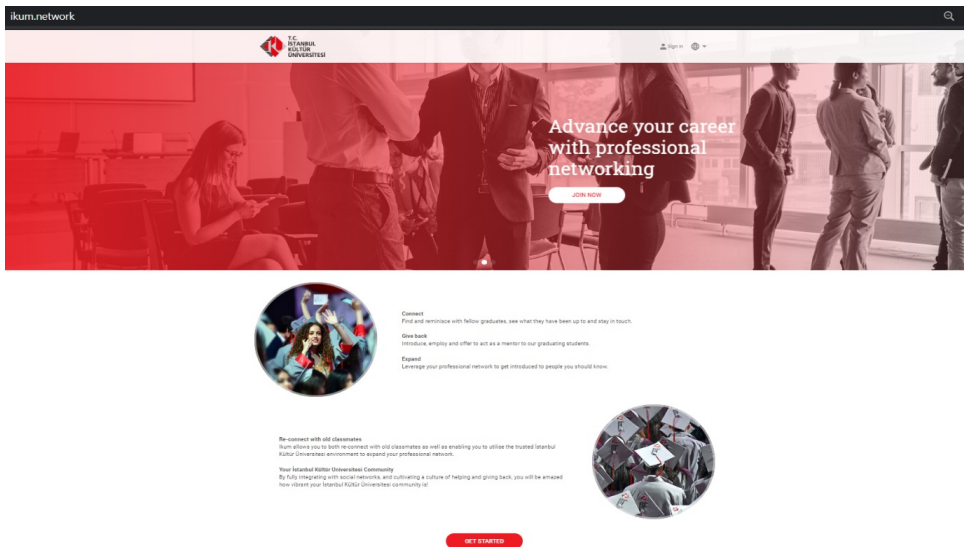 ikum.network
T.C.
İSTANBUL
KÜLTÜR
ÜNİVERSİTESİ
Sign in
Advance your career
with professional
networking
JOIN NOW
Connect
Find and reminisce with fellow graduates, see what they have been up to and stay in touch.
Give back
Introduce, employ and offer to act as a mentor to our graduating students.
Expand
Leverage your professional network to get introduced to people you should know.
Re-connect with old classmates
Ikum allows you to both re-connect with old classmates as well as enabling you to utilise the trusted İstanbul
Kültür Üniversitesi environment to expand your professional network.
Your İstanbul Kültür Üniversitesi Community
By fully integrating with social networks, and cultivating a culture of helping and giving back, you will be amazed
how vibrant your İstanbul Kültür Üniversitesi community is!
GET STARTED